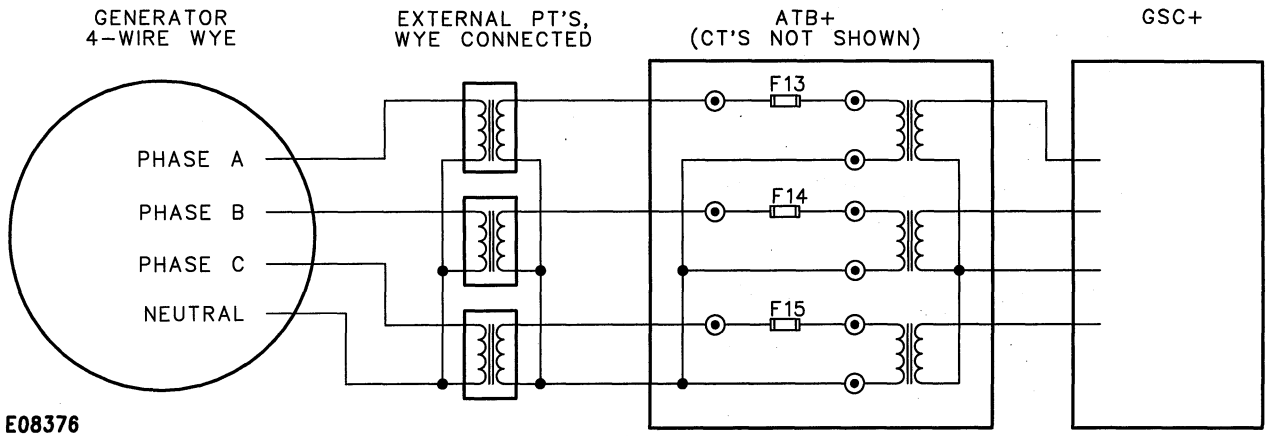 GENERATOR
4-WIRE WYE
EXTERNAL PT'S,
WYE CONNECTED
ATB+
(CT'S NOT SHOWN)
GSC+
F13
PHASE A
F14
PHASE B
PHASE C
F15
NEUTRAL
E08376